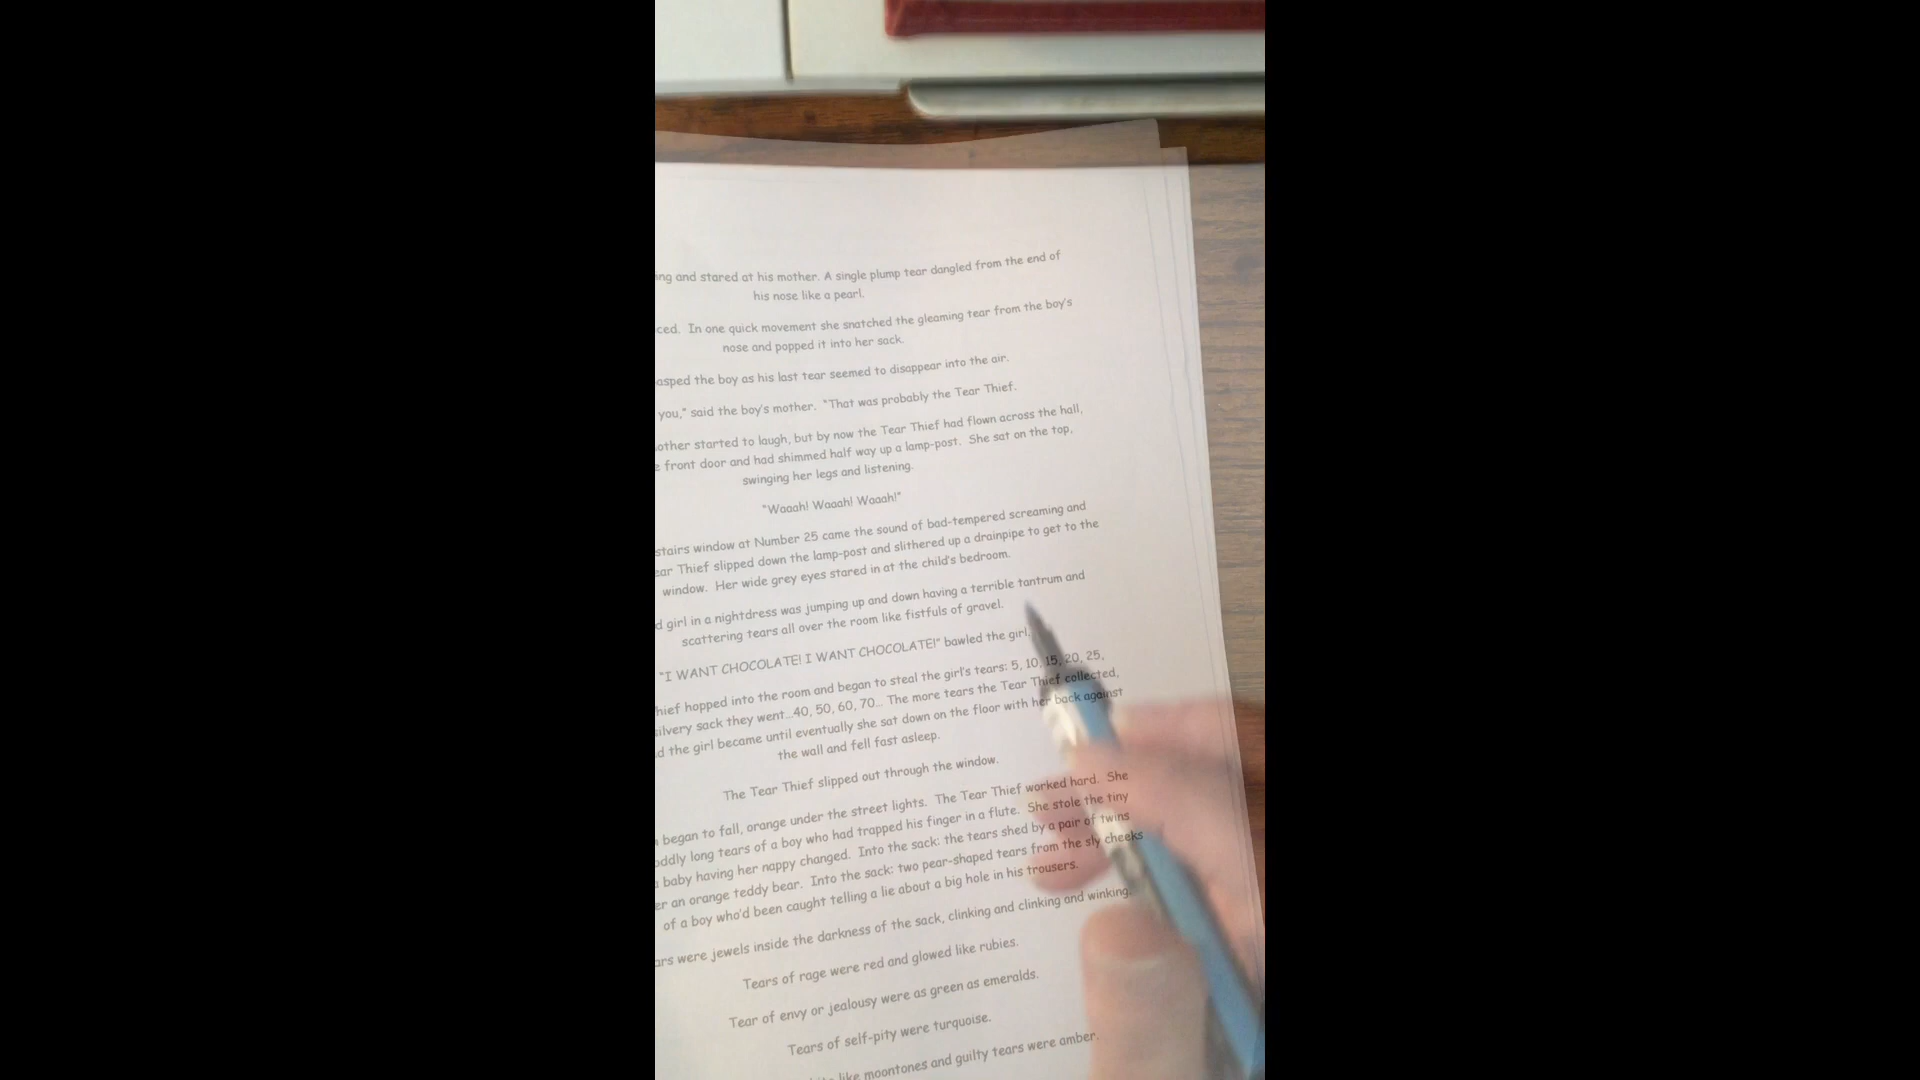 and stared at his mother. A single plump tear dangled from the end of
his nose like a pearl.
In one quick movement she snatched the gleaming tear from the boy's
nose and popped it into her sack.
the boy as his last tear seemed to disappear into the air.
you," said the boy's mother. "That was probably the Tear Thief.
started to laugh, but by now the Tear Thief had flown across the hall,
front door and had shimmed half way up a lamp-post. She sat on the top,
swinging her legs and listening.
"Waaah! Waaah! Waaah!"
window at Number 25 came the sound of bad-tempered screaming and
Thief slipped down the lamp-post and slithered up a drainpipe to get to the
window. Her wide grey eyes stared in at the child's bedroom.
girl in a nightdress was jumping up and down having a terrible tantrum and
scattering tears all over the room like fistfuls of gravel.
"I WANT CHOCOLATE! I WANT CHOCOLATE!" bawled the girl.
hopped into the room and began to steal the girl's tears: 5, 10, 15, 20, 25,
silvery sack they went...40, 50, 60, 70... The more tears the Tear Thief collected,
the girl became until eventually she sat down on the floor with her back against
the wall and fell fast asleep.
The Tear Thief slipped out through the window.
began to fall, orange under the street lights. The Tear Thief worked hard. She
oddly long tears of a boy who had trapped his finger in a flute. She stole the tiny
baby having her nappy changed. Into the sack: the tears shed by a pair of twins
an orange teddy bear. Into the sack: two pear-shaped tears from the sly cheeks
of a boy who'd been caught telling a lie about a big hole in his trousers.
were jewels inside the darkness of the sack, clinking and clinking and winking.
Tears of rage were red and glowed like rubies.
Tear of envy or jealousy were as green as emeralds.
Tears of self-pity were turquoise.
like moontones and guilty tears were amber.